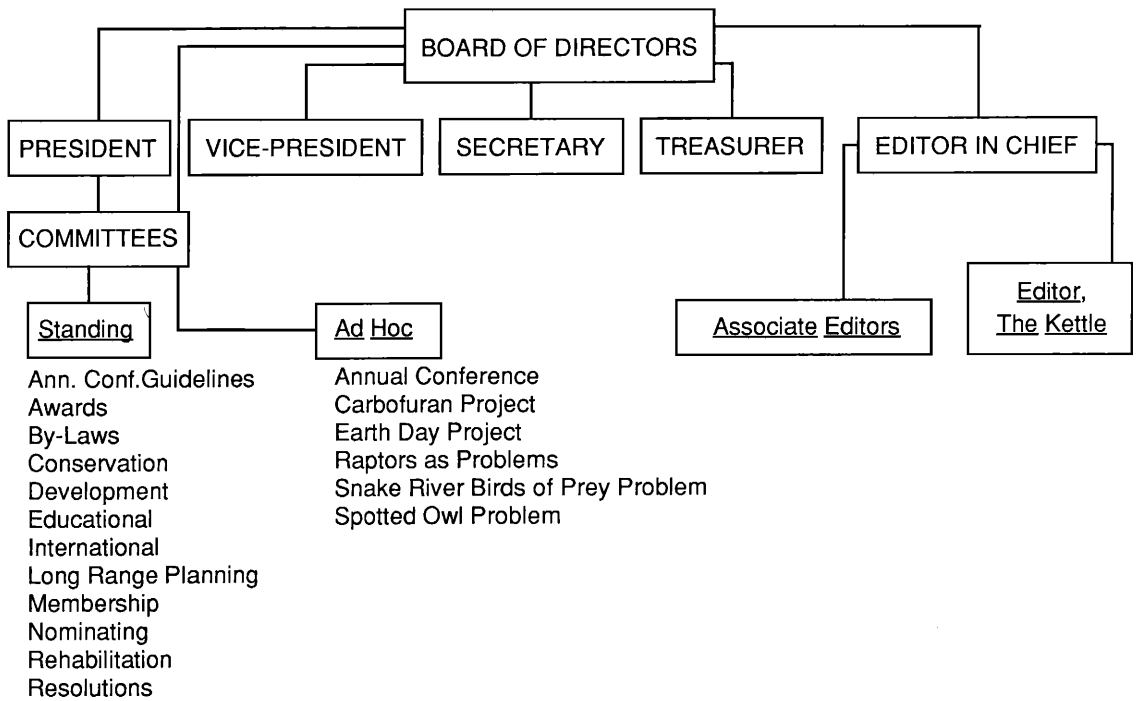 BOARD OF DIRECTORS
PRESIDENT
VICE-PRESIDENT
SECRETARY
TREASURER
EDITOR IN CHIEF
COMMITTEES
Standing
Ad Hoc
Associate Editors
Editor,
The Kettle
Ann. Conf.Guidelines
Awards
By-Laws
Conservation
Development
Educational
International
Long Range Planning
Membership
Nominating
Rehabilitation
Resolutions
Annual Conference
Carbofuran Project
Earth Day Project
Raptors as Problems
Snake River Birds of Prey Problem
Spotted Owl Problem